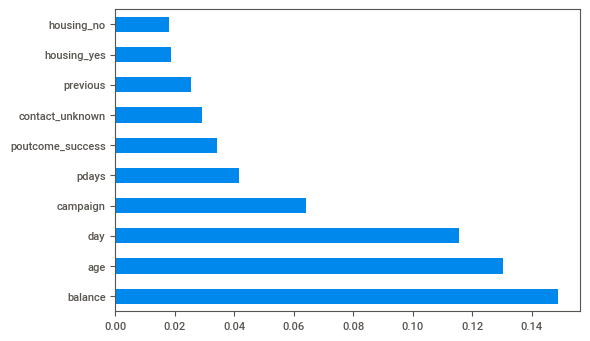 housing_no
housing_yes
previous
contact_unknown
poutcome_success
pdays
campaign
day
age
balance
0.00 0.02 0.04 0.06 0.08 0.10 0.12 0.14